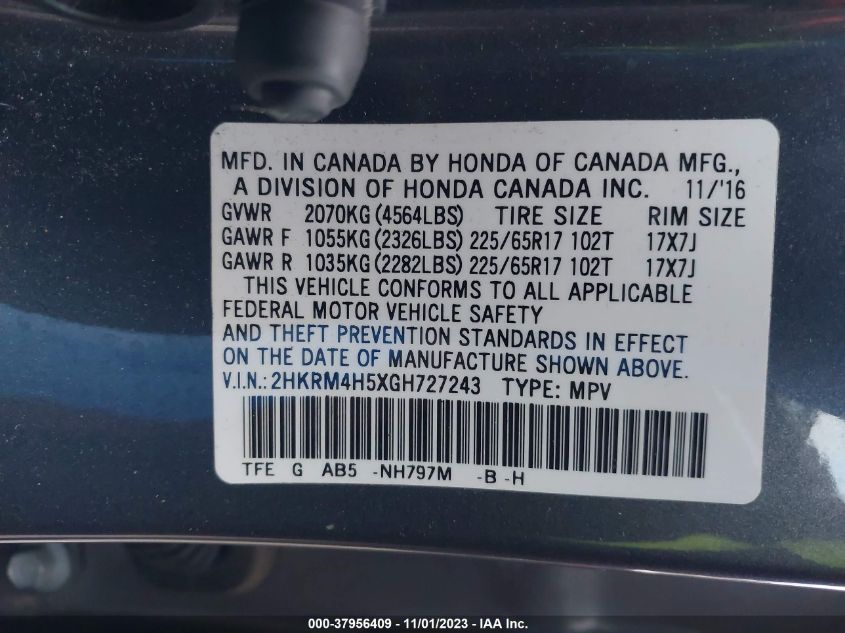 MFD. IN CANADA BY HONDA OF CANADA MFG.,
A DIVISION OF HONDA CANADA INC. 11/'16
GVWR 2070KG (4564LBS) TIRE SIZE RIM SIZE
GAWR F 1055KG (2326LBS) 225/65R17 102T 17X7J
GAWR R 1035KG (2282LBS) 225/65R17 102T 17X7J
THIS VEHICLE CONFORMS TO ALL APPLICABLE
FEDERAL MOTOR VEHICLE SAFETY
AND THEFT PREVENTION STANDARDS IN EFFECT
ON THE DATE OF MANUFACTURE SHOWN ABOVE.
V.I.N.: 2HKRM4H5XGH727243 TYPE: MPV
TFE G AB5 -NH797M -B -H
000-37956409 - 11/01/2023 - IAA Inc.